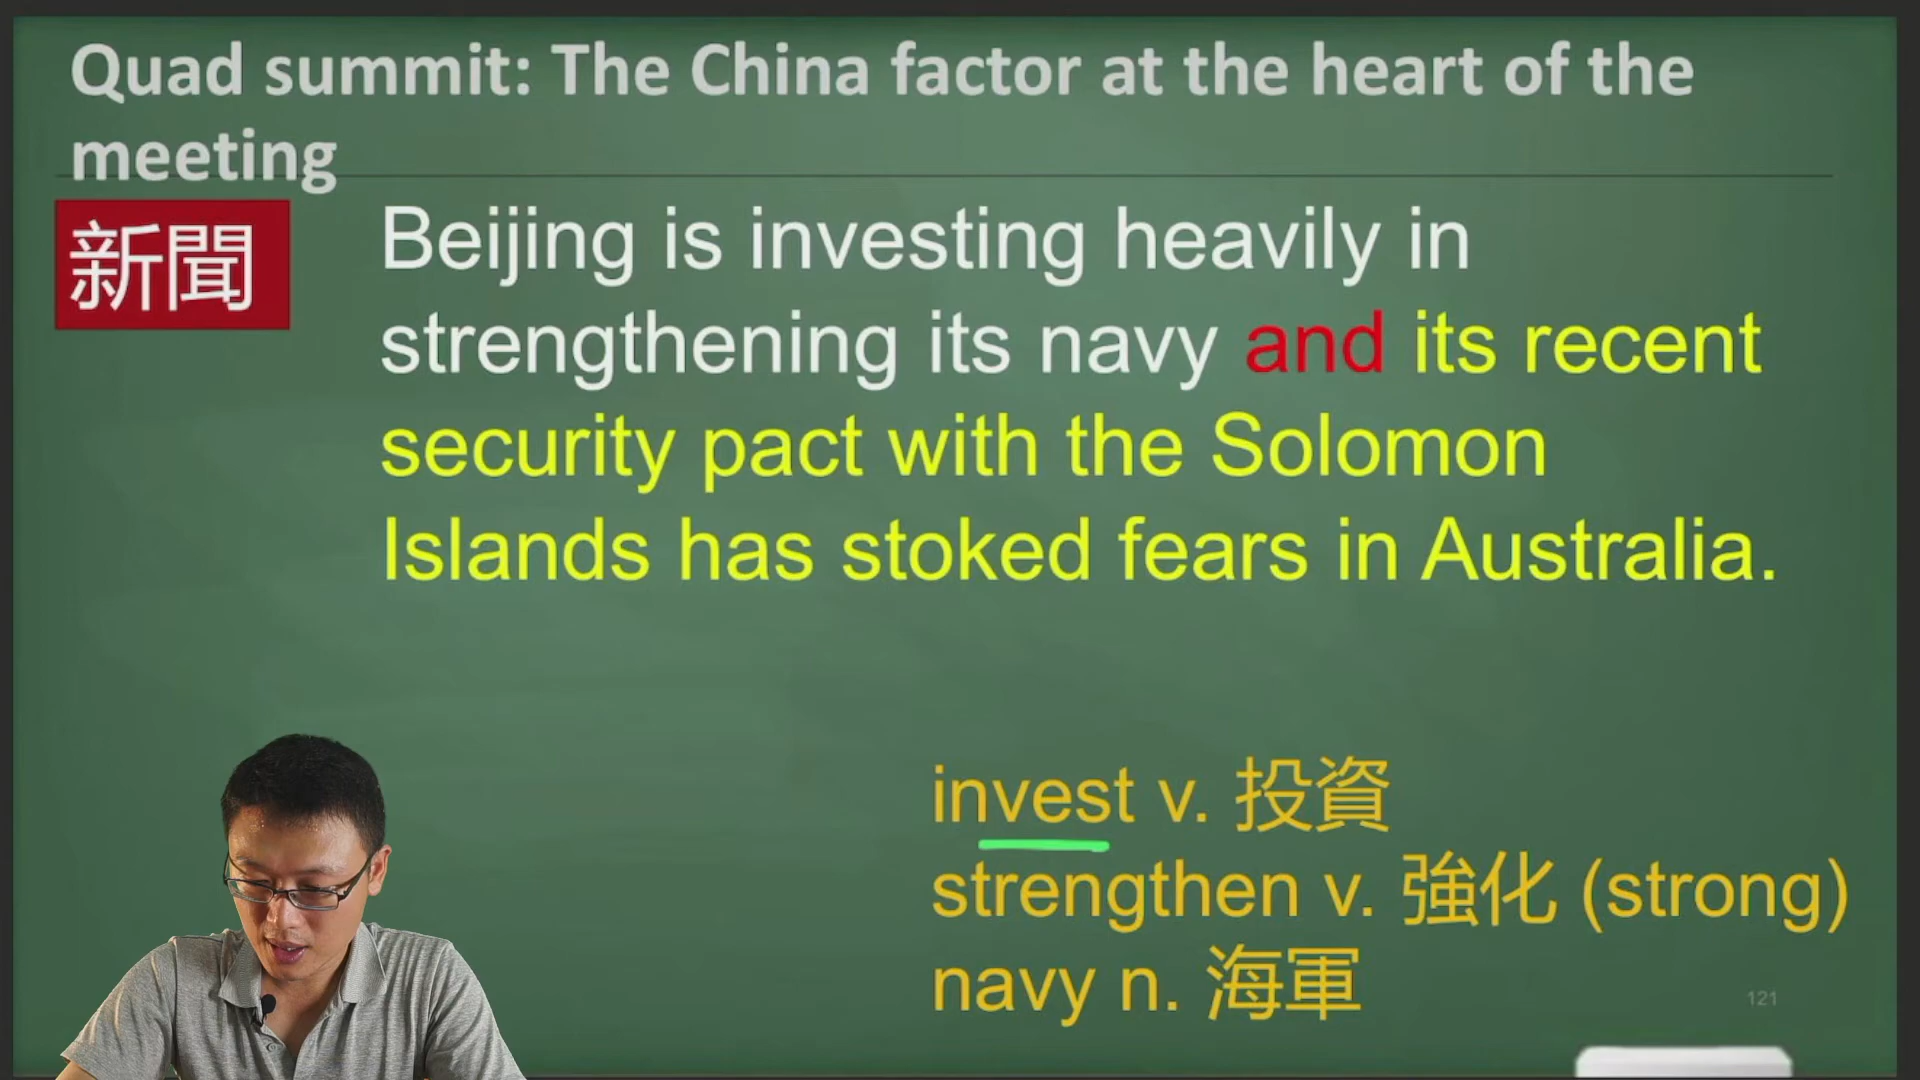 Quad summit: The China factor at the heart of the
meeting
新聞
Beijing is investing heavily in
strengthening its navy and its recent
security pact with the Solomon
Islands has stoked fears in Australia.
invest v. 投資
strengthen v. 強化 (strong)
navy n. 海軍
121